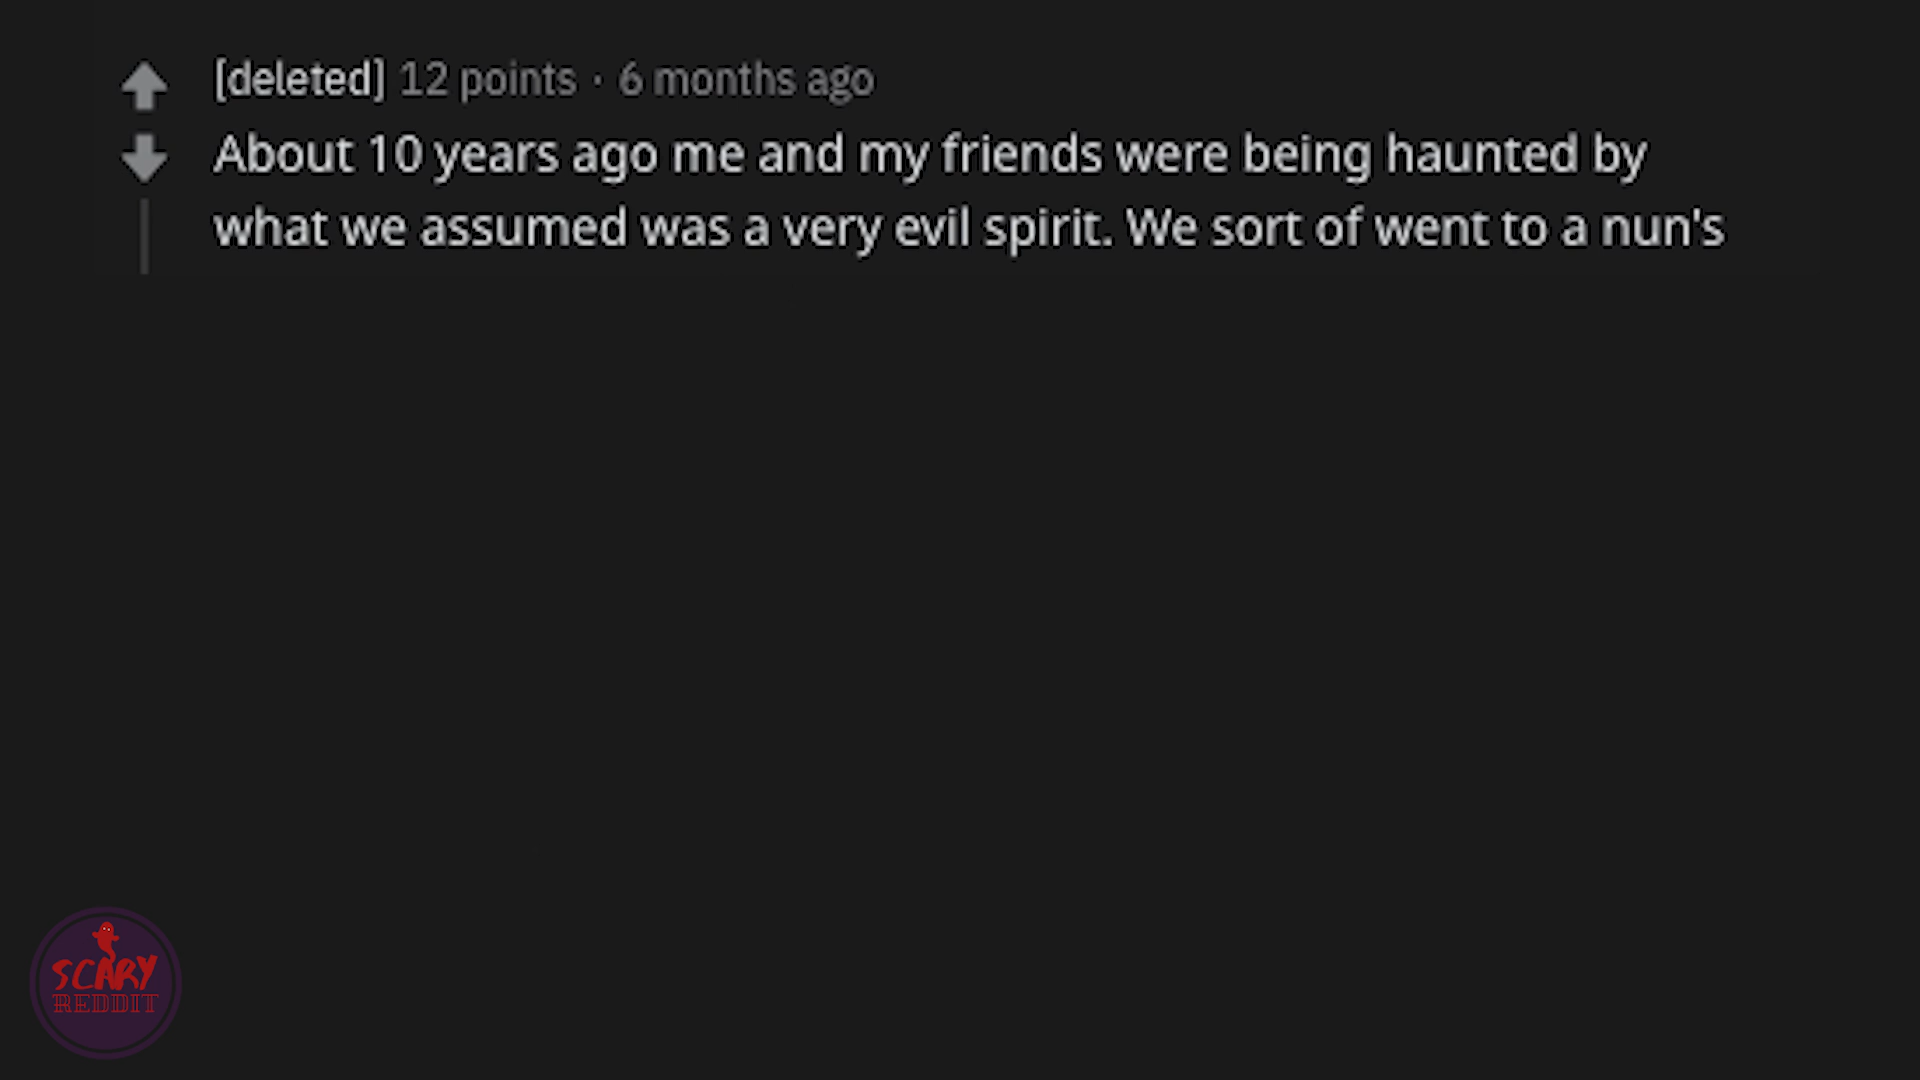 [deleted] 12 points · 6 months ago
About 10 years ago me and my friends were being haunted by
what we assumed was a very evil spirit. We sort of went to a nun's
SCARY
REDDIT